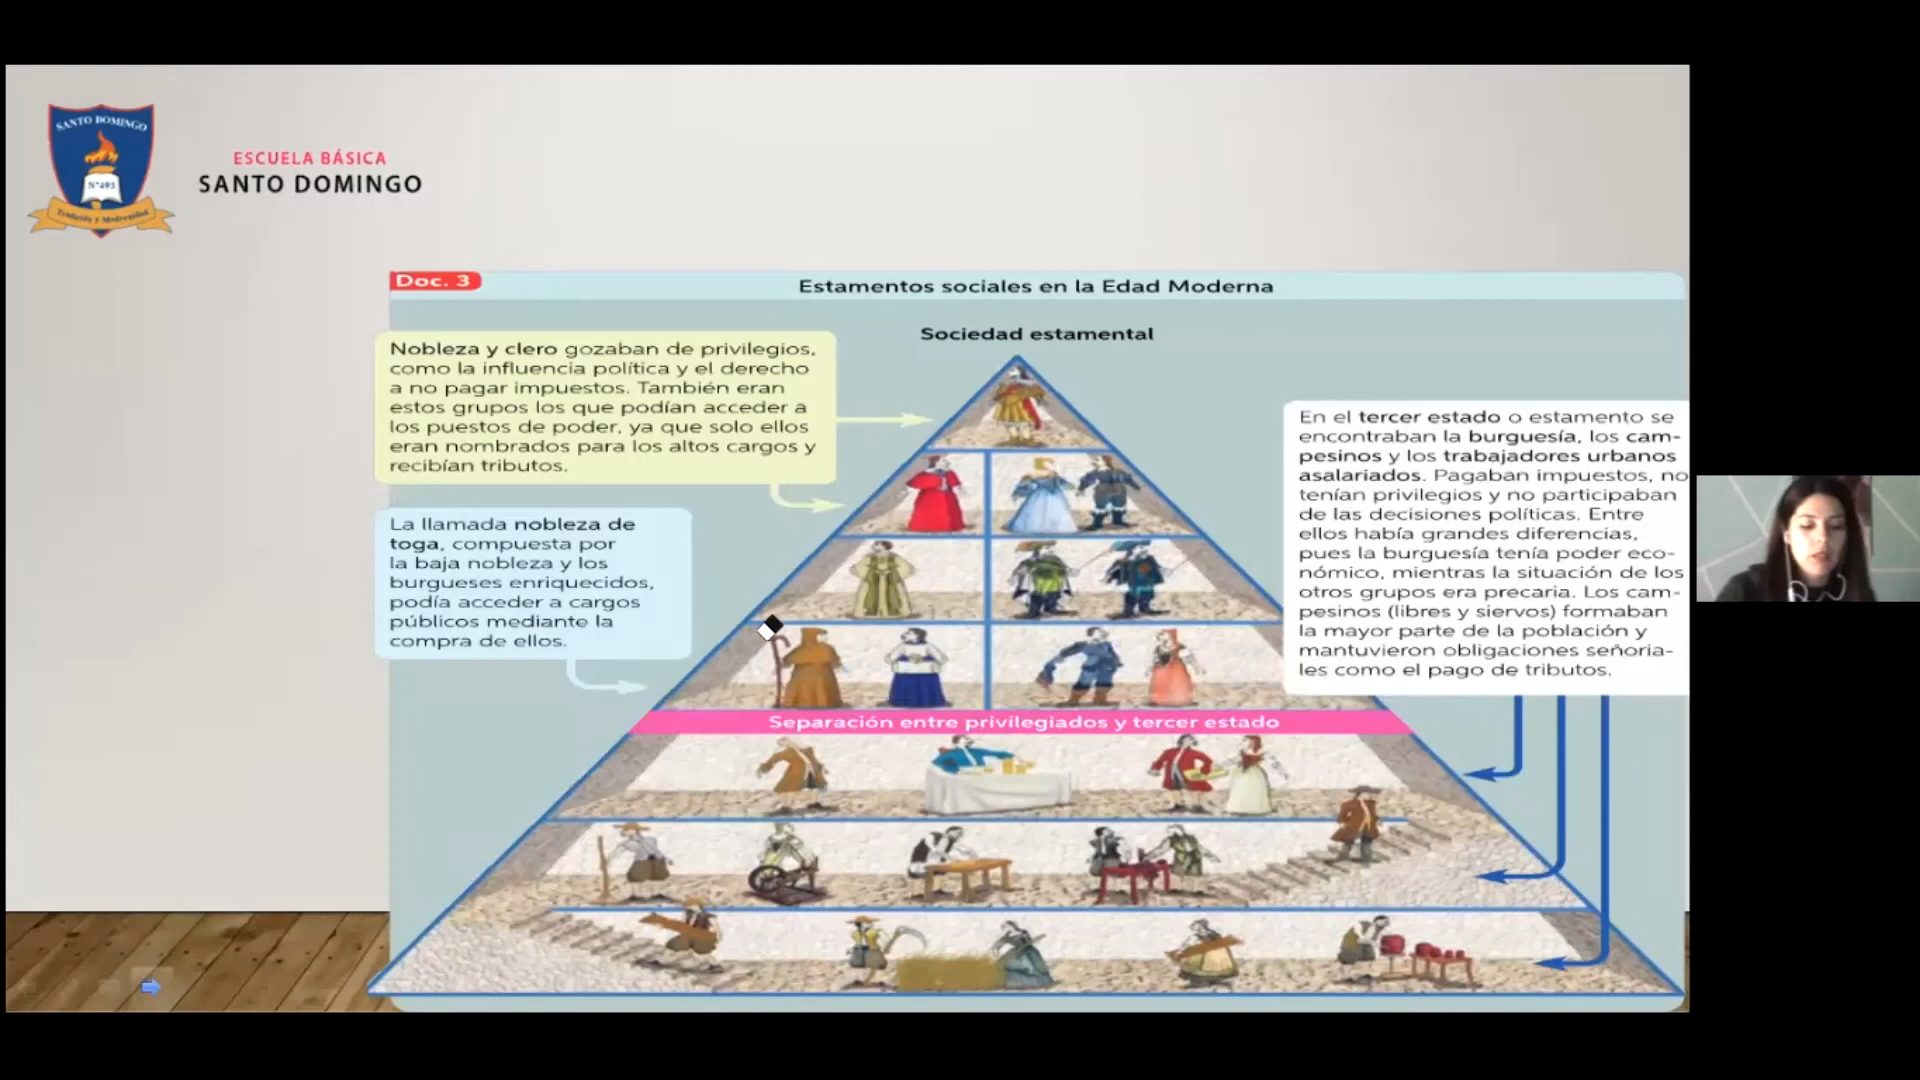 SANTO DOMINGO
N°493
Tradición y Modernidad
ESCUELA BÁSICA
SANTO DOMINGO
Doc. 3
Estamentos sociales en la Edad Moderna
Sociedad estamental
Nobleza y clero gozaban de privilegios,
como la influencia política y el derecho
a no pagar impuestos. También eran
estos grupos los que podían acceder a
los puestos de poder, ya que solo ellos
eran nombrados para los altos cargos y
recibían tributos.
La llamada nobleza de
toga, compuesta por
la baja nobleza y los
burgueses enriquecidos,
podía acceder a cargos
públicos mediante la
compra de ellos.
En el tercer estado o estamento se
encontraban la burguesía, los cam-
pesinos y los trabajadores urbanos
asalariados. Pagaban impuestos, no
tenían privilegios y no participaban
de las decisiones políticas. Entre
ellos había grandes diferencias,
pues la burguesía tenía poder eco-
nómico, mientras la situación de los
otros grupos era precaria. Los cam-
pesinos (libres y siervos) formaban
la mayor parte de la población y
mantuvieron obligaciones señoria-
les como el pago de tributos.
Separación entre privilegiados y tercer estado